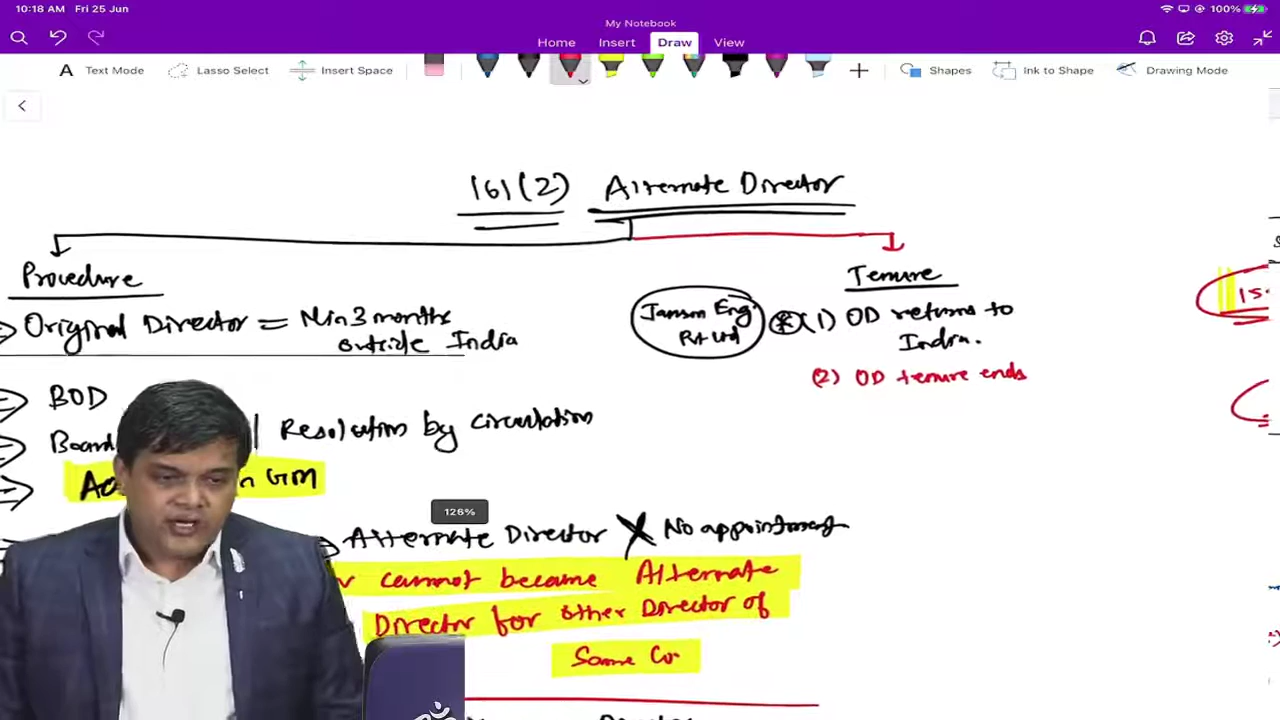 10:18 AM Fri 25 Jun
100%
My Notebook
Home Insert Draw View
Text Mode Lasso Select Insert Space Shapes Ink to Shape Drawing Mode
161(2) Alternate Director
Procedure
Tenure
Original Director = Min 3 months
outside India
Janson Eng.
Pvt Ltd
(1) OD returns to
India.
(2) OD tenure ends
BOD
Board
Resolution by circulation
GM
126%
Alternate Director X No appointment
cannot became Alternate
Director for other Director of
Same Co.
15